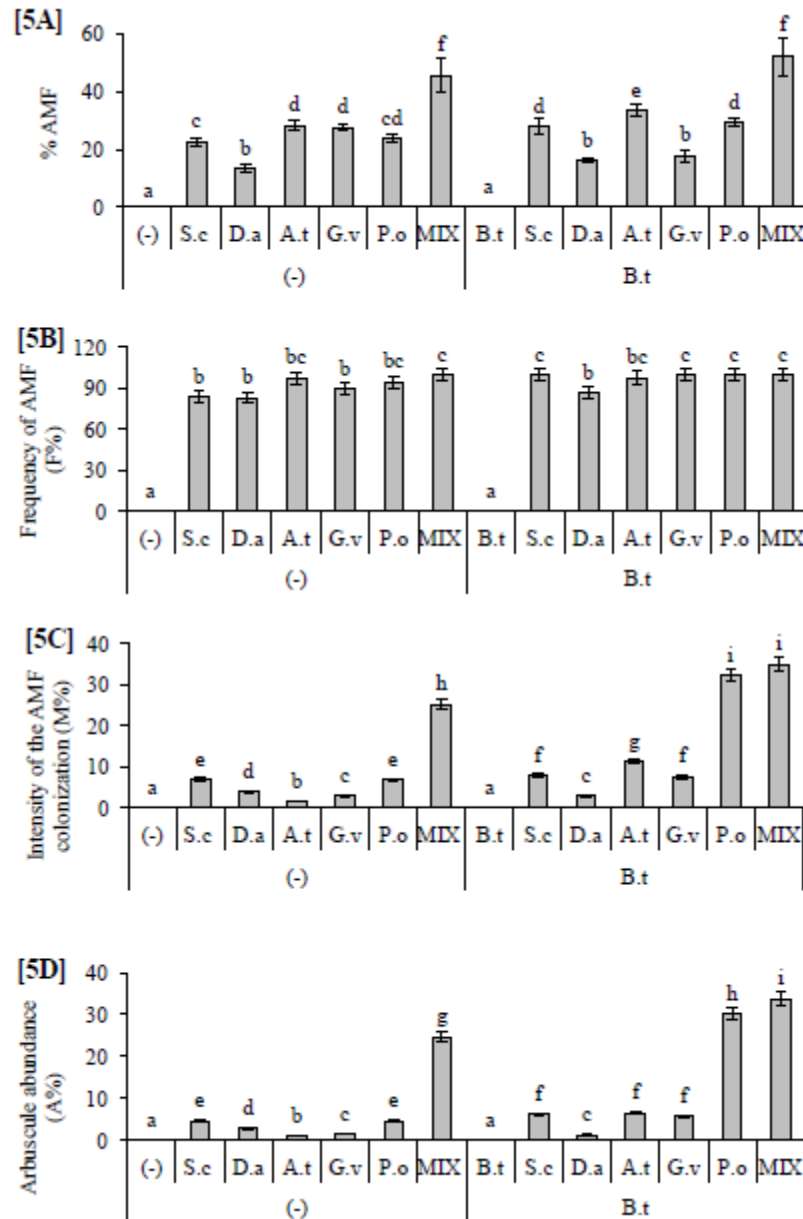 [5A]
% AMF
60
40
20
0
a c b d d cd f a d b e b d f
(-) S.c D.a A.t G.v P.o MIX B.t S.c D.a A.t G.v P.o MIX
(-) B.t
[5B]
Frequency of AMF
(F%)
120
90
60
30
0
a b b bc b bc c a c b bc c c c
(-) S.c D.a A.t G.v P.o MIX B.t S.c D.a A.t G.v P.o MIX
(-) B.t
[5C]
Intensity of the AMF
colonization (M%)
40
30
20
10
0
a e d b c e h a f c g f i i
(-) S.c D.a A.t G.v P.o MIX B.t S.c D.a A.t G.v P.o MIX
(-) B.t
[5D]
Arbuscule abundance
(A%)
40
30
20
10
0
a e d b c e g a f c f f h i
(-) S.c D.a A.t G.v P.o MIX B.t S.c D.a A.t G.v P.o MIX
(-) B.t